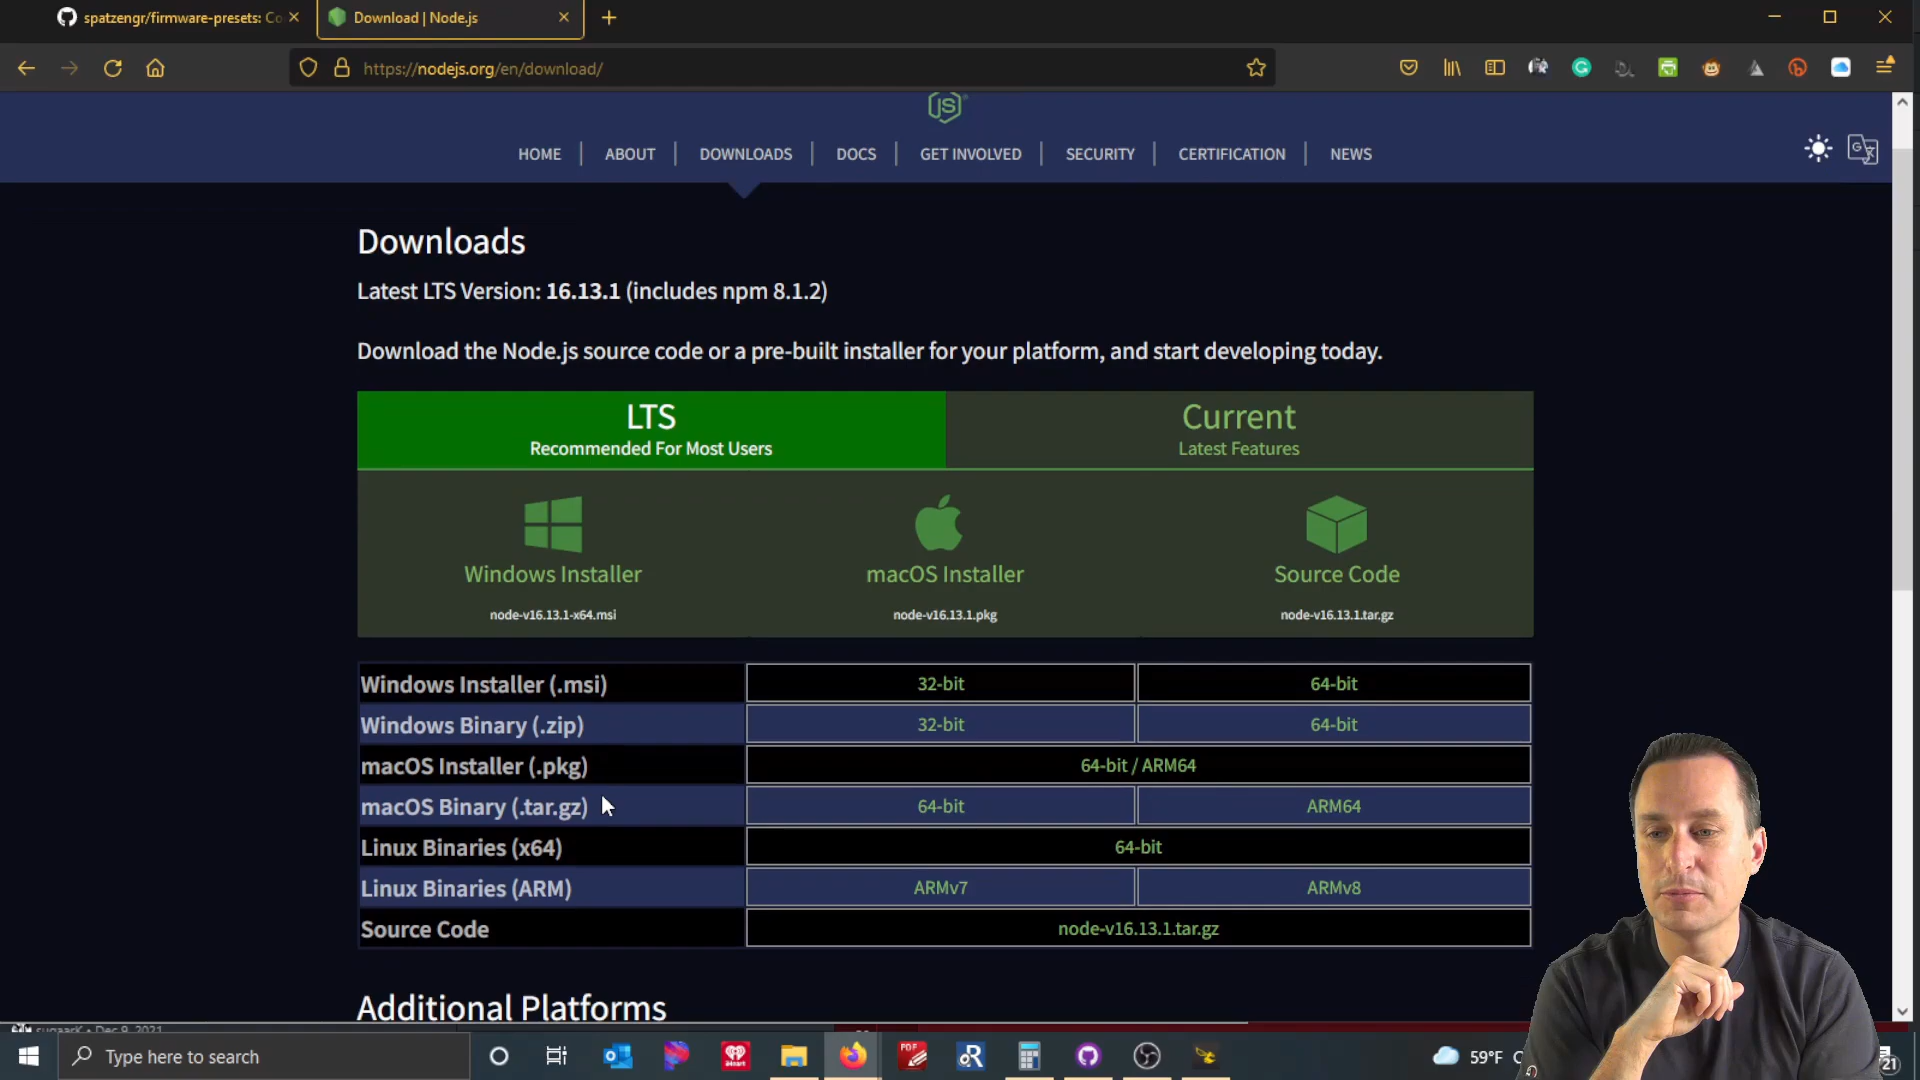 spatzengr/firmware-presets: Co
Download | Node.js
https://nodejs.org/en/download/
JS
HOME
ABOUT
DOWNLOADS
DOCS
GET INVOLVED
SECURITY
CERTIFICATION
NEWS
Downloads
Latest LTS Version: 16.13.1 (includes npm 8.1.2)
Download the Node.js source code or a pre-built installer for your platform, and start developing today.
LTS
Recommended For Most Users
Current
Latest Features
Windows Installer
macOS Installer
Source Code
node-v16.13.1-x64.msi
node-v16.13.1.pkg
node-v16.13.1.tar.gz
Windows Installer (.msi) 32-bit 64-bit
Windows Binary (.zip) 32-bit 64-bit
macOS Installer (.pkg) 64-bit / ARM64
macOS Binary (.tar.gz) 64-bit ARM64
Linux Binaries (x64) 64-bit
Linux Binaries (ARM) ARMv7 ARMv8
Source Code node-v16.13.1.tar.gz
Additional Platforms
Dec 9, 2021
Type here to search
PDF
59°F
21